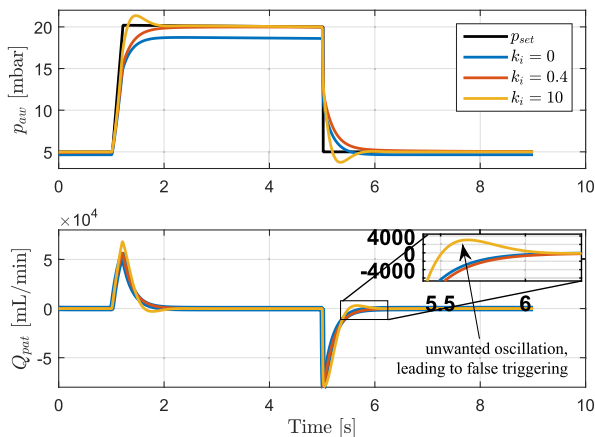 20
15
10
5
p_aw [mbar]
p_set
k_i = 0
k_i = 0.4
k_i = 10
0 2 4 6 8 10
×10^4
5
0
-5
Q_pat [mL/min]
4000
0
-4000
5.5 5 6
unwanted oscillation,
leading to false triggering
0 2 4 6 8 10
Time [s]